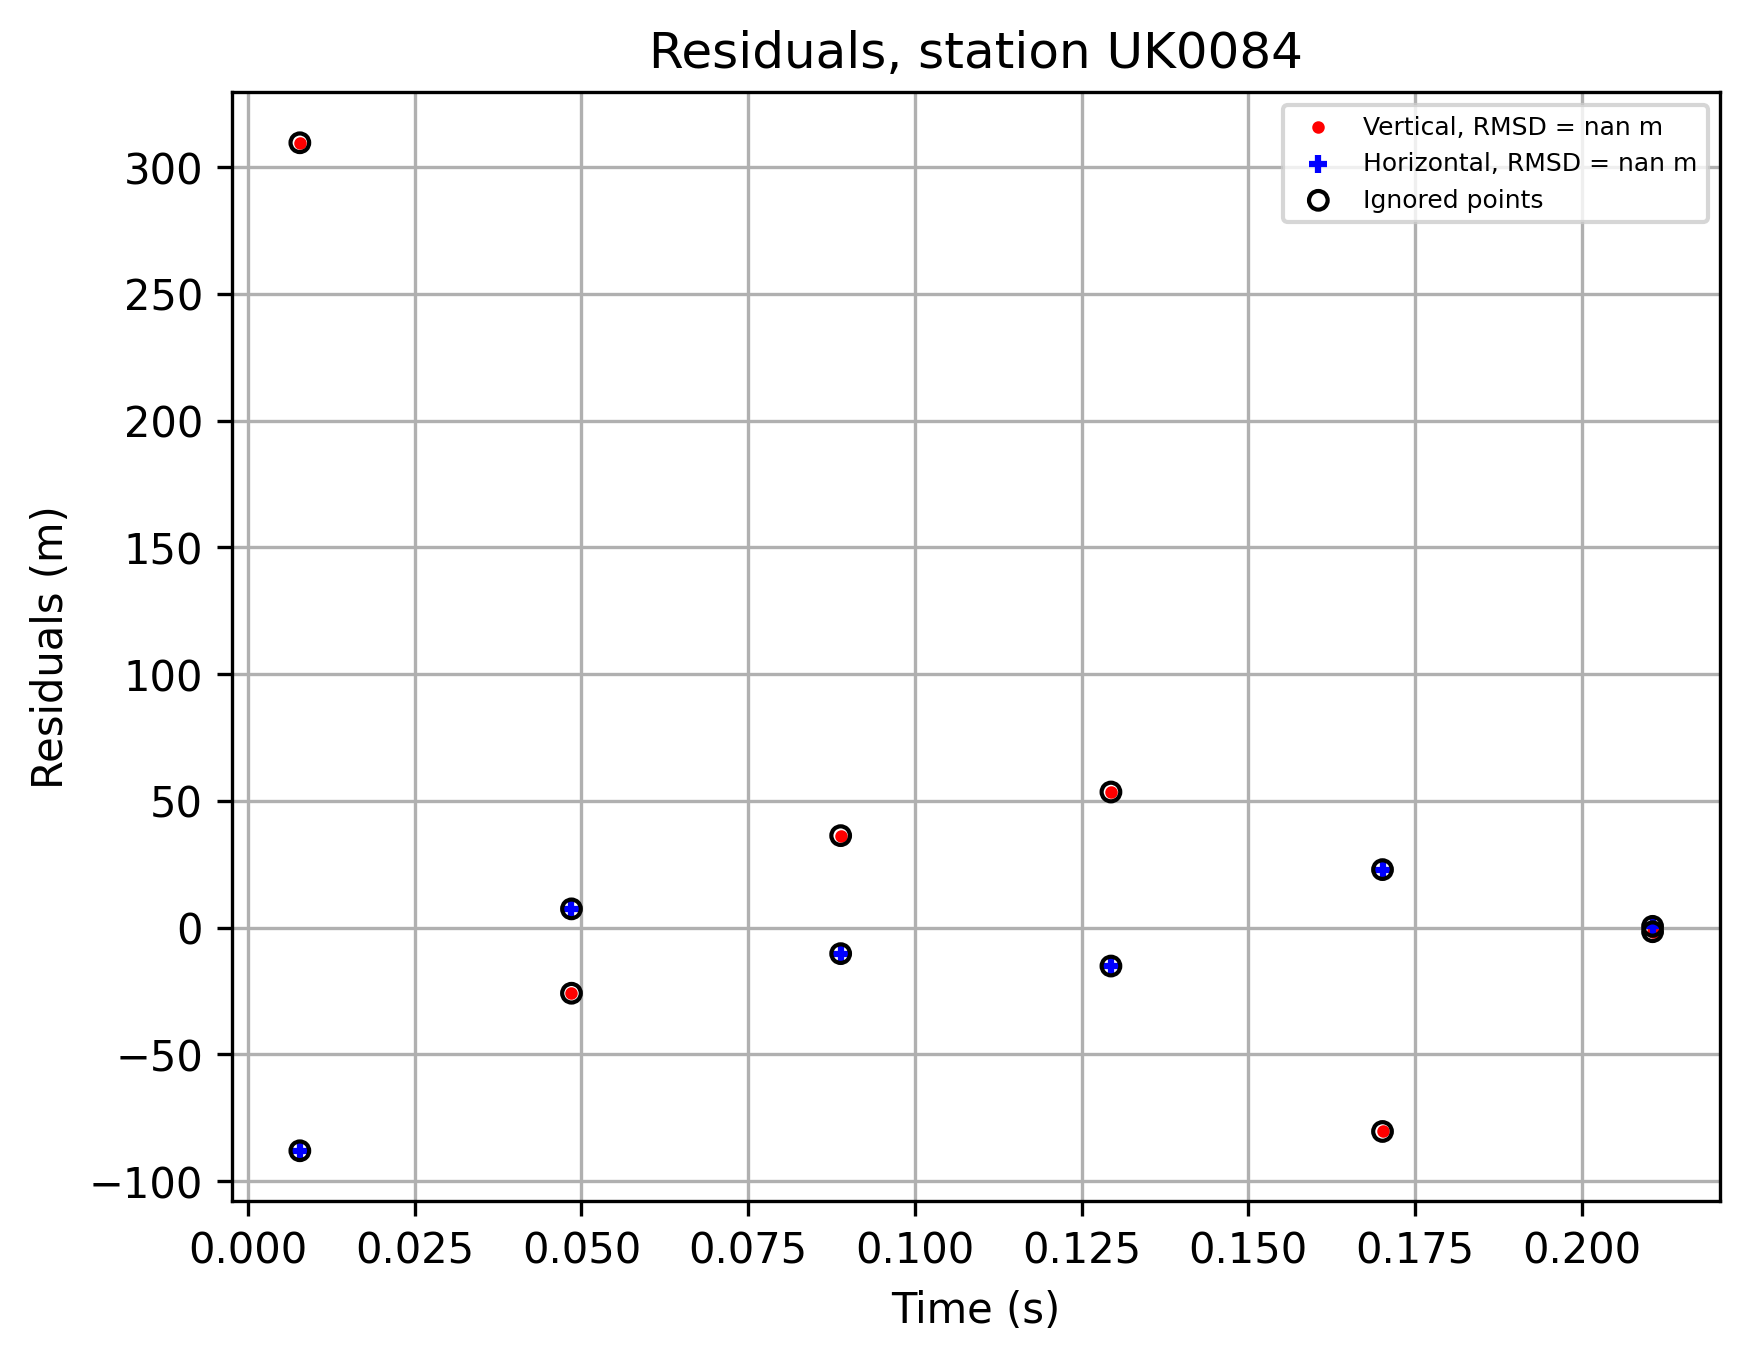 Residuals, station UK0084
Vertical, RMSD = nan m
Horizontal, RMSD = nan m
Ignored points
300
250
200
150
100
50
0
−50
−100
Residuals (m)
0.000 0.025 0.050 0.075 0.100 0.125 0.150 0.175 0.200
Time (s)